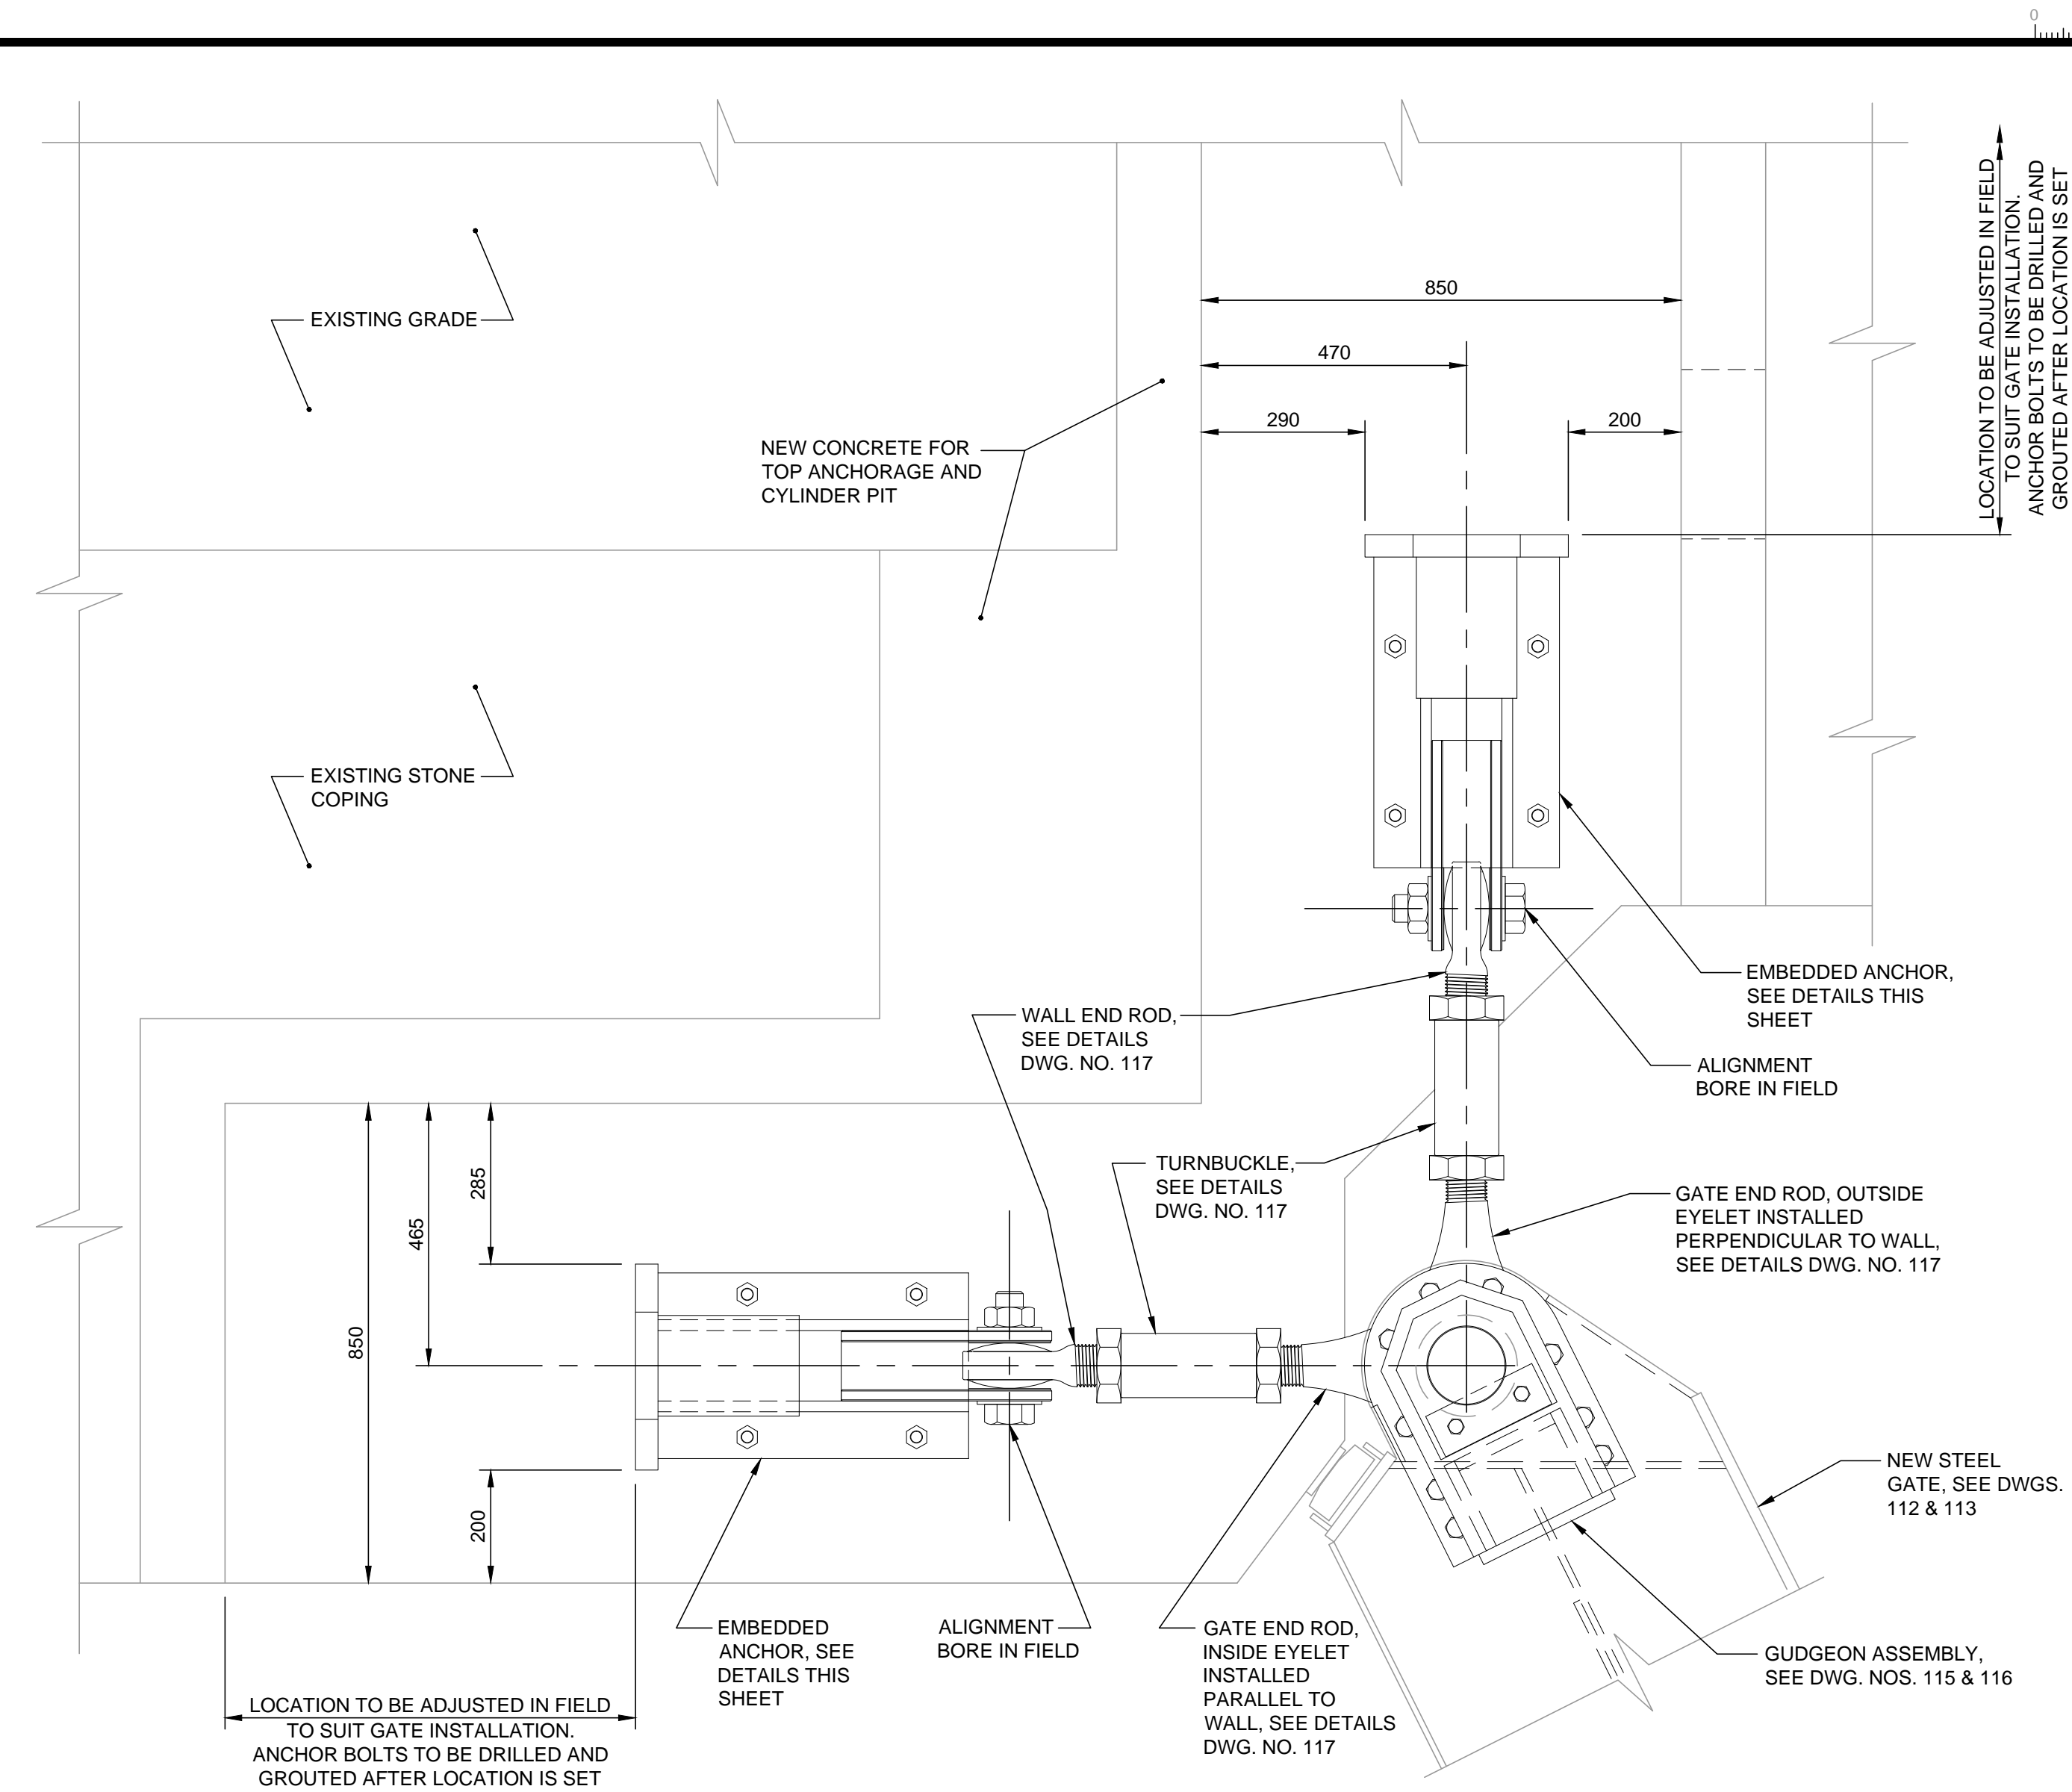 0
LOCATION TO BE ADJUSTED IN FIELD
TO SUIT GATE INSTALLATION.
ANCHOR BOLTS TO BE DRILLED AND
GROUTED AFTER LOCATION IS SET
850
470
290
200
EXISTING GRADE
NEW CONCRETE FOR
TOP ANCHORAGE AND
CYLINDER PIT
EXISTING STONE
COPING
EMBEDDED ANCHOR,
SEE DETAILS THIS
SHEET
WALL END ROD,
SEE DETAILS
DWG. NO. 117
ALIGNMENT
BORE IN FIELD
TURNBUCKLE,
SEE DETAILS
DWG. NO. 117
GATE END ROD, OUTSIDE
EYELET INSTALLED
PERPENDICULAR TO WALL,
SEE DETAILS DWG. NO. 117
285
465
850
200
NEW STEEL
GATE, SEE DWGS.
112 & 113
EMBEDDED
ANCHOR, SEE
DETAILS THIS
SHEET
ALIGNMENT
BORE IN FIELD
GATE END ROD,
INSIDE EYELET
INSTALLED
PARALLEL TO
WALL, SEE DETAILS
DWG. NO. 117
GUDGEON ASSEMBLY,
SEE DWG. NOS. 115 & 116
LOCATION TO BE ADJUSTED IN FIELD
TO SUIT GATE INSTALLATION.
ANCHOR BOLTS TO BE DRILLED AND
GROUTED AFTER LOCATION IS SET